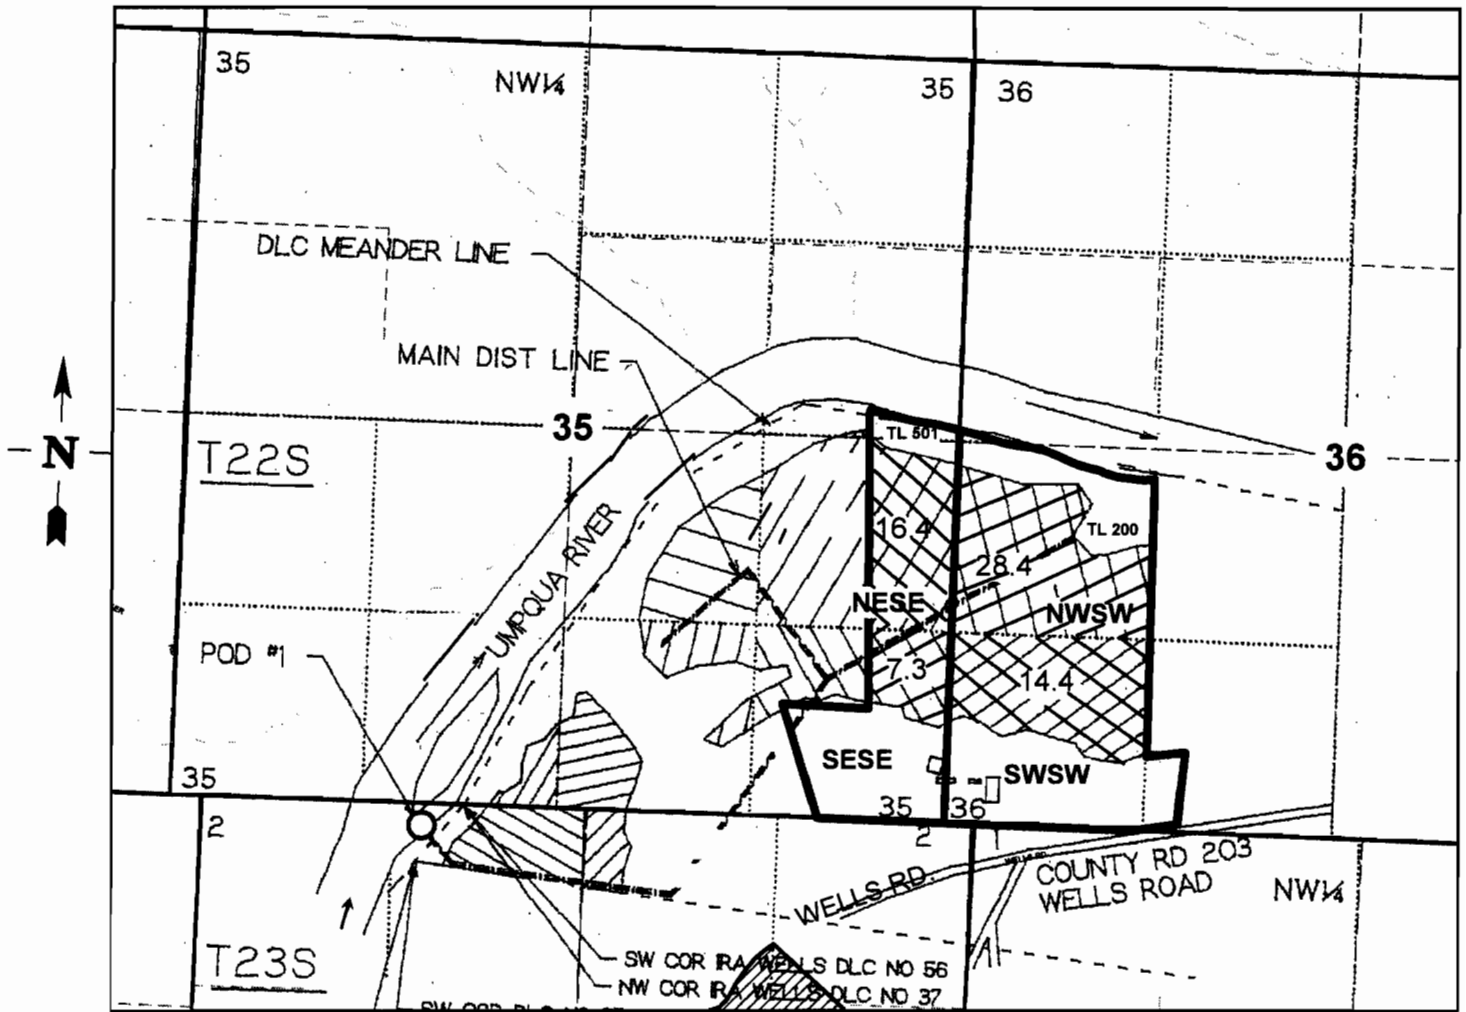 35
NW¼
35
36
DLC MEANDER LINE
MAIN DIST LINE
35
TL 501
36
N
T22S
UMPQUA RIVER
16.4
28.4
TL 200
NESE
NWSW
POD #1
7.3
14.4
SESE
SWSW
35
35
36
2
2
1
WELLS RD.
COUNTY RD 203
WELLS ROAD
NW¼
T23S
SW COR IRA WELLS DLC NO 56
NW COR IRA WELLS DLC NO 37